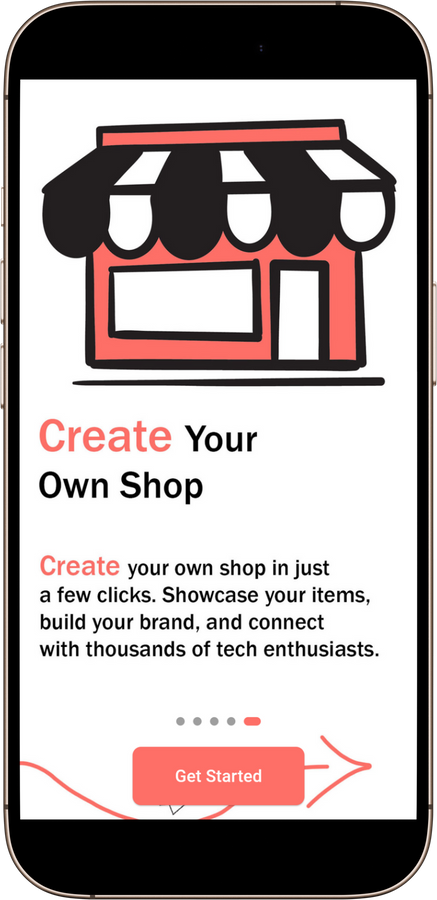 Create Your
Own Shop
Create your own shop in just
a few clicks. Showcase your items,
build your brand, and connect
with thousands of tech enthusiasts.
Get Started